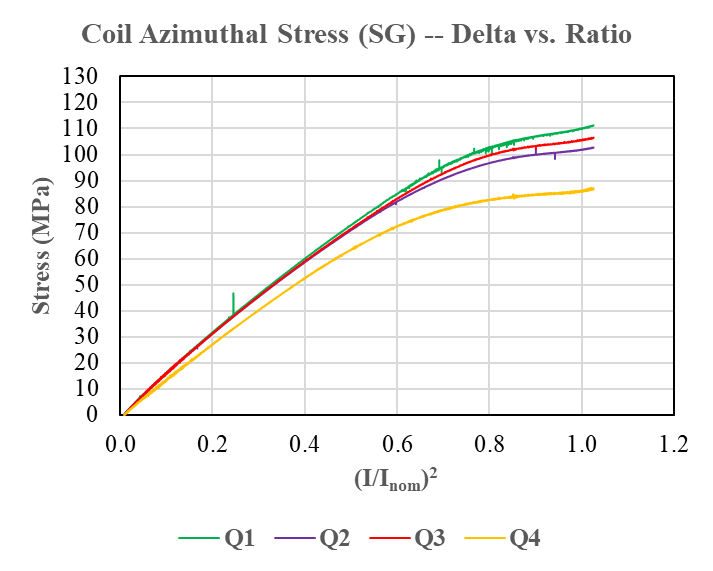 Coil Azimuthal Stress (SG) -- Delta vs. Ratio
130
120
110
100
90
80
70
60
50
40
30
20
10
0
Stress (MPa)
0.0 0.2 0.4 0.6 0.8 1.0 1.2
(I/Inom)²
Q1 Q2 Q3 Q4